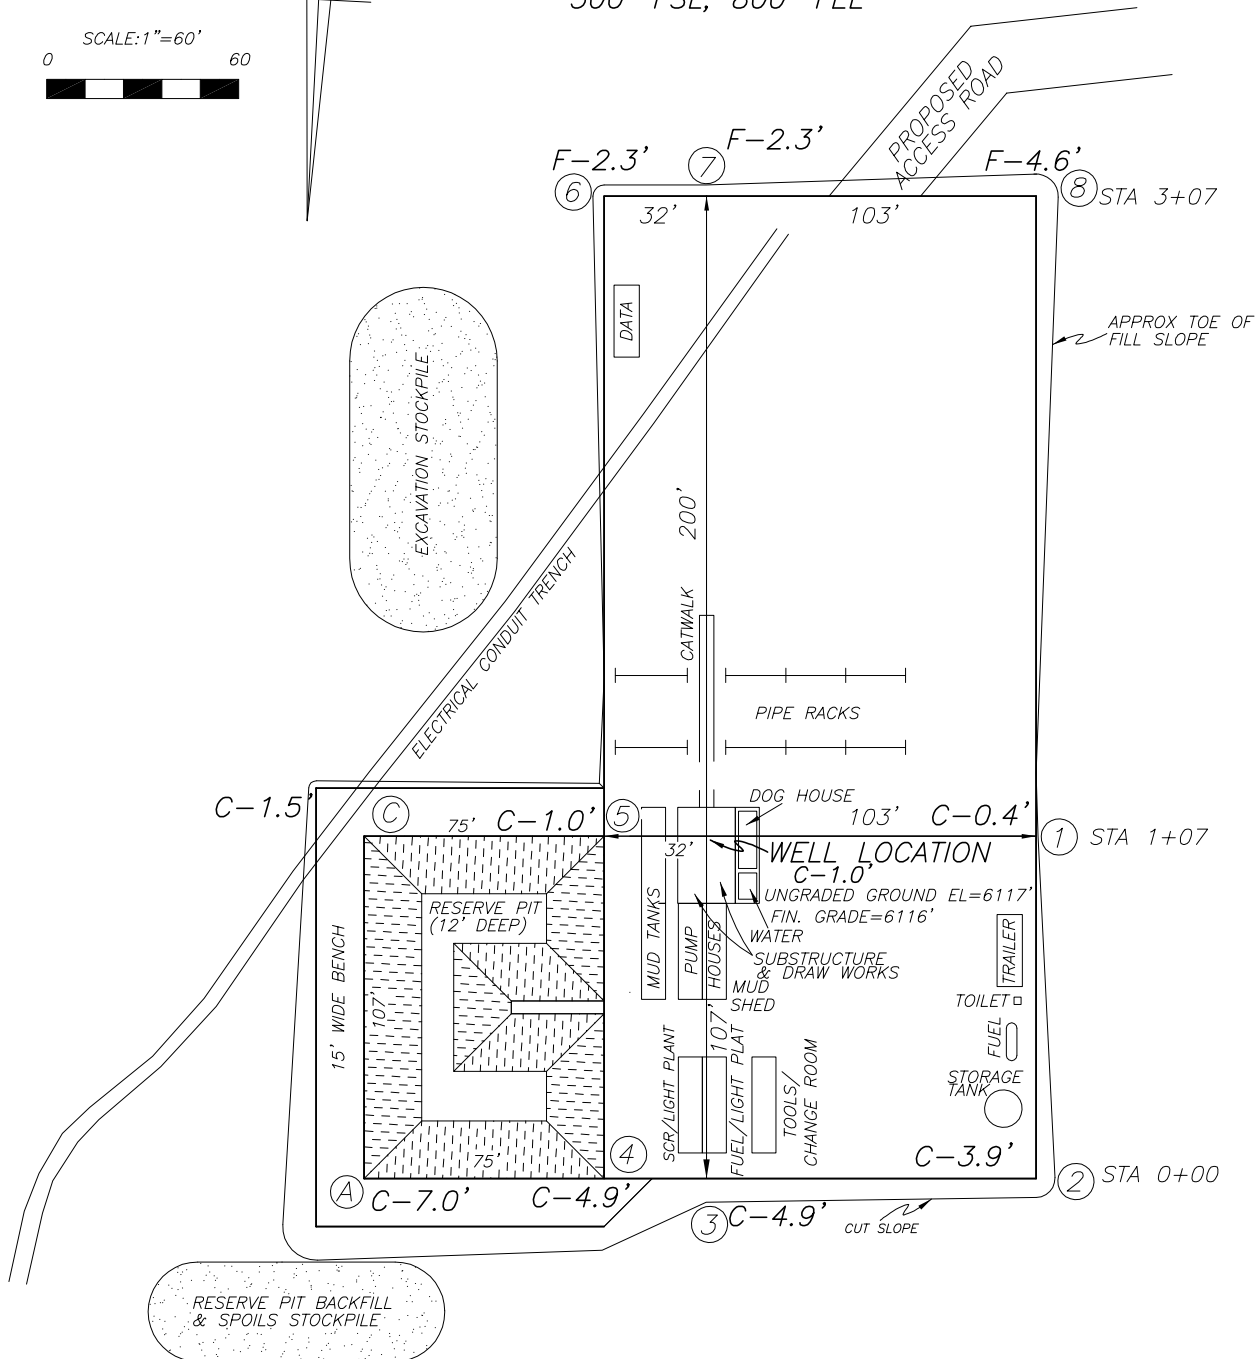 500' FSL, 800' FEL
SCALE:1"=60'
0 60
PROPOSED
ACCESS ROAD
F-2.3'
7
F-2.3'
F-4.6'
6
8
STA 3+07
32'
103'
DATA
APPROX TOE OF
FILL SLOPE
EXCAVATION STOCKPILE
200'
ELECTRICAL CONDUIT TRENCH
CATWALK
PIPE RACKS
C-1.5'
C
75'
C-1.0'
5
DOG HOUSE
103'
C-0.4'
1
STA 1+07
32'
WELL LOCATION
C-1.0'
UNGRADED GROUND EL=6117'
FIN. GRADE=6116'
RESERVE PIT
(12' DEEP)
MUD TANKS
PUMP
HOUSES
WATER
SUBSTRUCTURE
& DRAW WORKS
MUD
SHED
TRAILER
TOILET
15' WIDE BENCH
107'
107'
FUEL
STORAGE
TANK
SCR/LIGHT PLANT
FUEL/LIGHT PLAT
TOOLS/
CHANGE ROOM
75'
4
C-3.9'
A
C-7.0'
C-4.9'
2
STA 0+00
3
C-4.9'
CUT SLOPE
RESERVE PIT BACKFILL
& SPOILS STOCKPILE